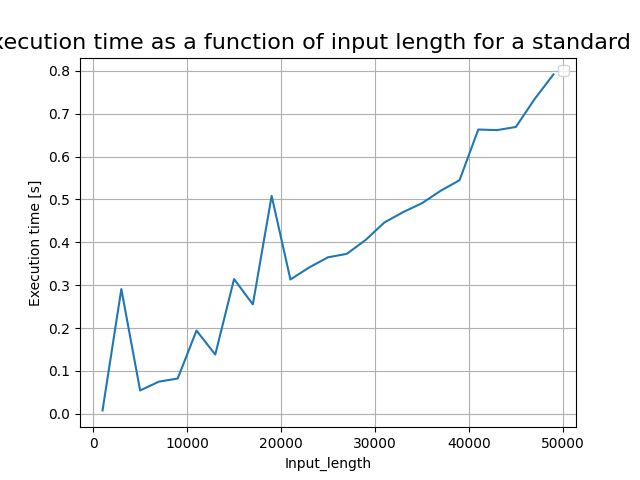 xecution time as a function of input length for a standard
0.8
0.7
0.6
0.5
0.4
0.3
0.2
0.1
0.0
Execution time [s]
0 10000 20000 30000 40000 50000
Input_length